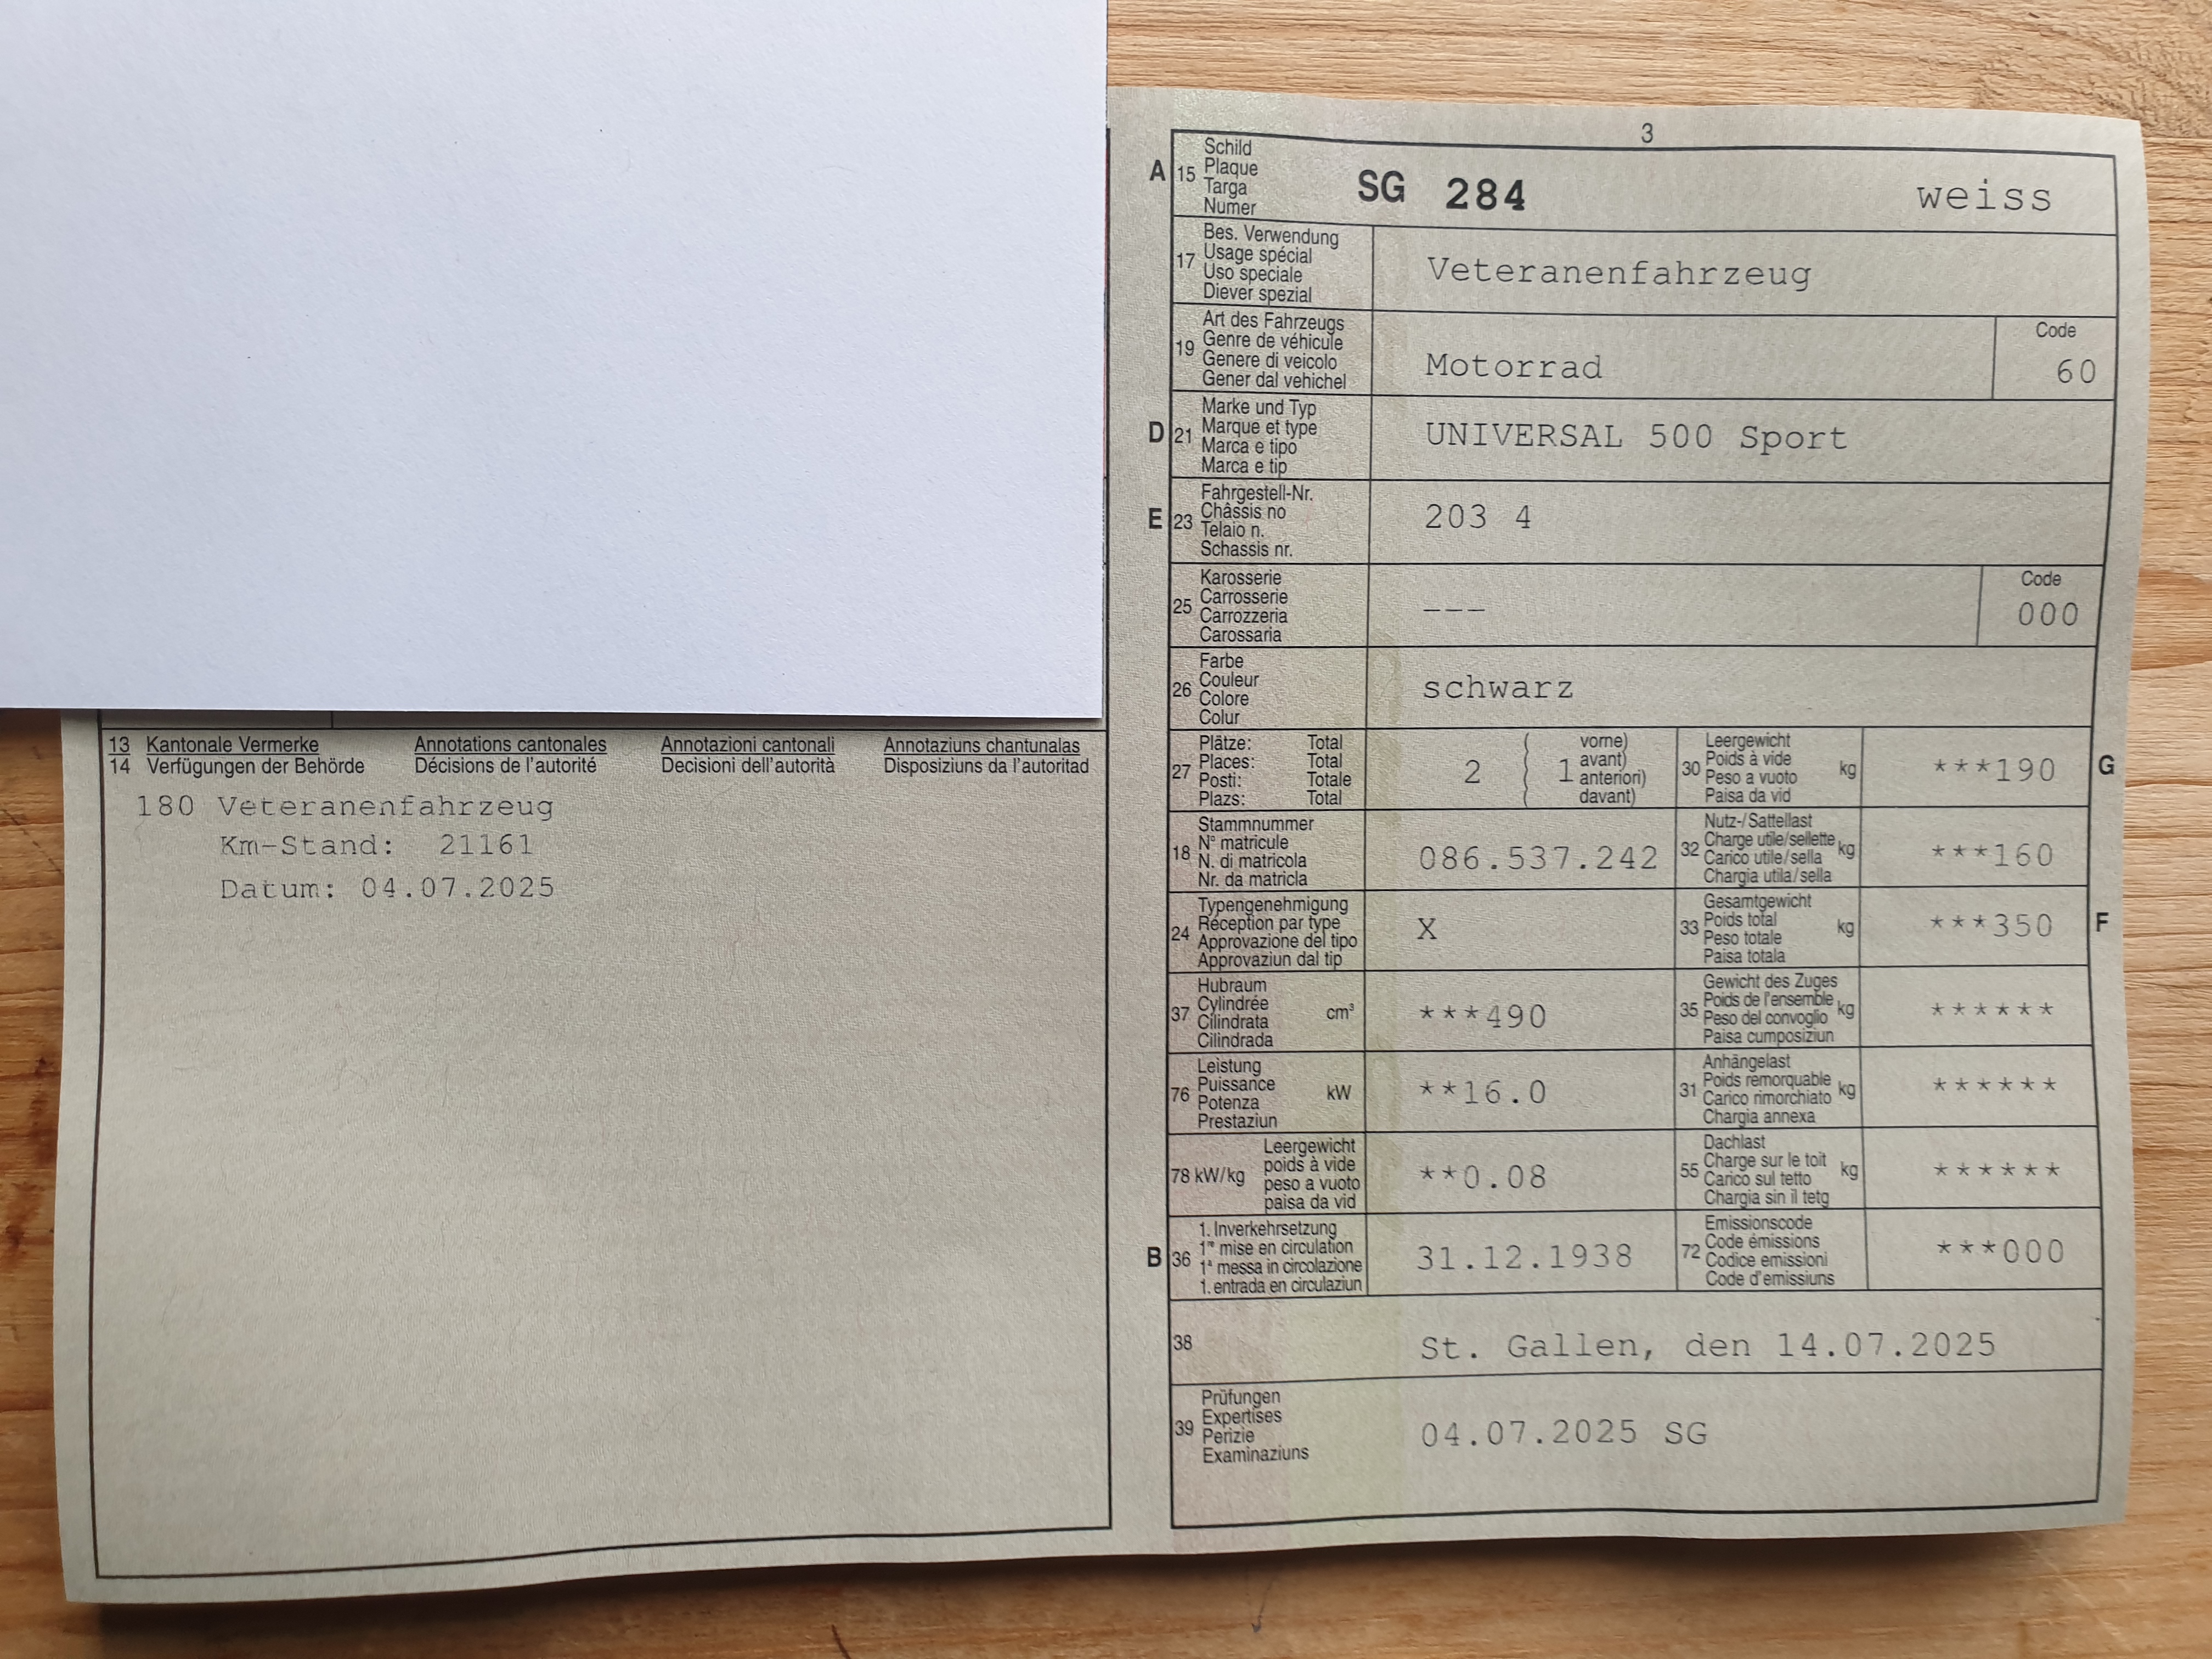 13 Kantonale Vermerke Annotations cantonales Annotazioni cantonali Annotaziuns chantunalas
14 Verfügungen der Behörde Décisions de l'autorité Decisioni dell'autorità Disposiziuns da l'autoritad
180 Veteranenfahrzeug
Km-Stand: 21161
Datum: 04.07.2025
3
A 15 Schild
Plaque
Targa
Numer
SG 284 weiss
17 Bes. Verwendung
Usage spécial
Uso speciale
Diever spezial
Veteranenfahrzeug
19 Art des Fahrzeugs
Genre de véhicule
Genere di veicolo
Gener dal vehichel
Motorrad
Code
60
D 21 Marke und Typ
Marque et type
Marca e tipo
Marca e tip
UNIVERSAL 500 Sport
E 23 Fahrgestell-Nr.
Châssis no
Telaio n.
Schassis nr.
203 4
25 Karosserie
Carrosserie
Carrozzeria
Carossaria
---
Code
000
26 Farbe
Couleur
Colore
Colur
schwarz
27 Plätze: Total
Places: Total
Posti: Totale
Plazs: Total
2 ( 1 vorne)
avant)
anteriori)
( davant)
30 Leergewicht
Poids à vide
Peso a vuoto
Paisa da vid
kg ***190 G
18 Stammnummer
N° matricule
N. di matricola
Nr. da matricla
086.537.242
32 Nutz-/Sattellast
Charge utile/sellette
Carico utile/sella
Chargia utila/sella
kg ***160
24 Typengenehmigung
Réception par type
Approvazione del tipo
Approvaziun dal tip
X
33 Gesamtgewicht
Poids total
Peso totale
Paisa totala
kg ***350 F
37 Hubraum
Cylindrée
Cilindrata
Cilindrada
cm³ ***490
35 Gewicht des Zuges
Poids de l'ensemble
Peso del convoglio
Paisa cumposiziun
kg ******
76 Leistung
Puissance
Potenza
Prestaziun
kW **16.0
31 Anhängelast
Poids remorquable
Carico rimorchiato
Chargia annexa
kg ******
78 kW/kg Leergewicht
poids à vide
peso a vuoto
paisa da vid
**0.08
55 Dachlast
Charge sur le toit
Carico sul tetto
Chargia sin il tetg
kg ******
B 36 1. Inverkehrsetzung
1re mise en circulation
1a messa in circolazione
1. entrada en circulaziun
31.12.1938
72 Emissionscode
Code émissions
Codice emissioni
Code d'emissiuns
***000
38 St. Gallen, den 14.07.2025
39 Prüfungen
Expertises
Perizie
Examinaziuns
04.07.2025 SG